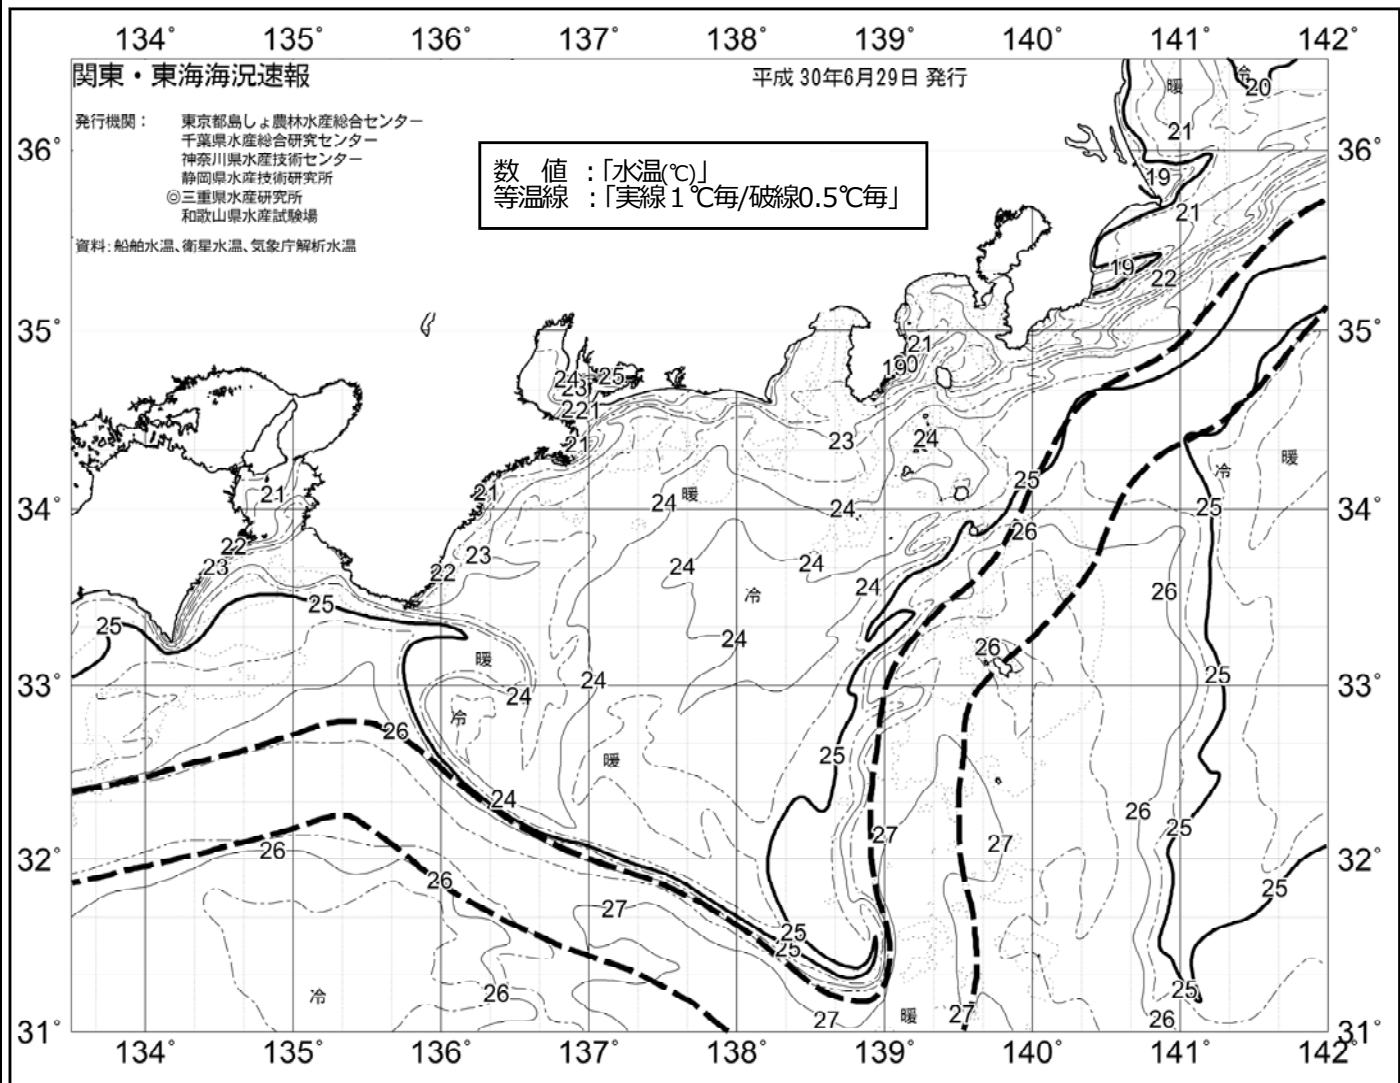 134° 135° 136° 137° 138° 139° 140° 141° 142°
関東・東海海況速報
平成 30年6月29日 発行
発行機関： 東京都島しょ農林水産総合センター
千葉県水産総合研究センター
神奈川県水産技術センター
静岡県水産技術研究所
◎三重県水産研究所
和歌山県水産試験場
資料：船舶水温、衛星水温、気象庁解析水温
数 値 ：「水温(℃)」
等温線 ：「実線１℃毎/破線0.5℃毎」
暖 冷 20
21
36° 36°
19
21
19 22
35° 35°
21
19
24 25
23
22
21
23 24
21 21
25 冷 暖
34° 24 暖 24 25 34°
26
22 23
23 22 24 24
冷 24 26
25 25
24
26
暖 25
33° 24 24 33°
冷
26
暖 25
24 26
27 27 25
32° 26 32°
26 25
27
25
25
26 冷 25
27 暖 27 26
31° 31°
134° 135° 136° 137° 138° 139° 140° 141° 142°